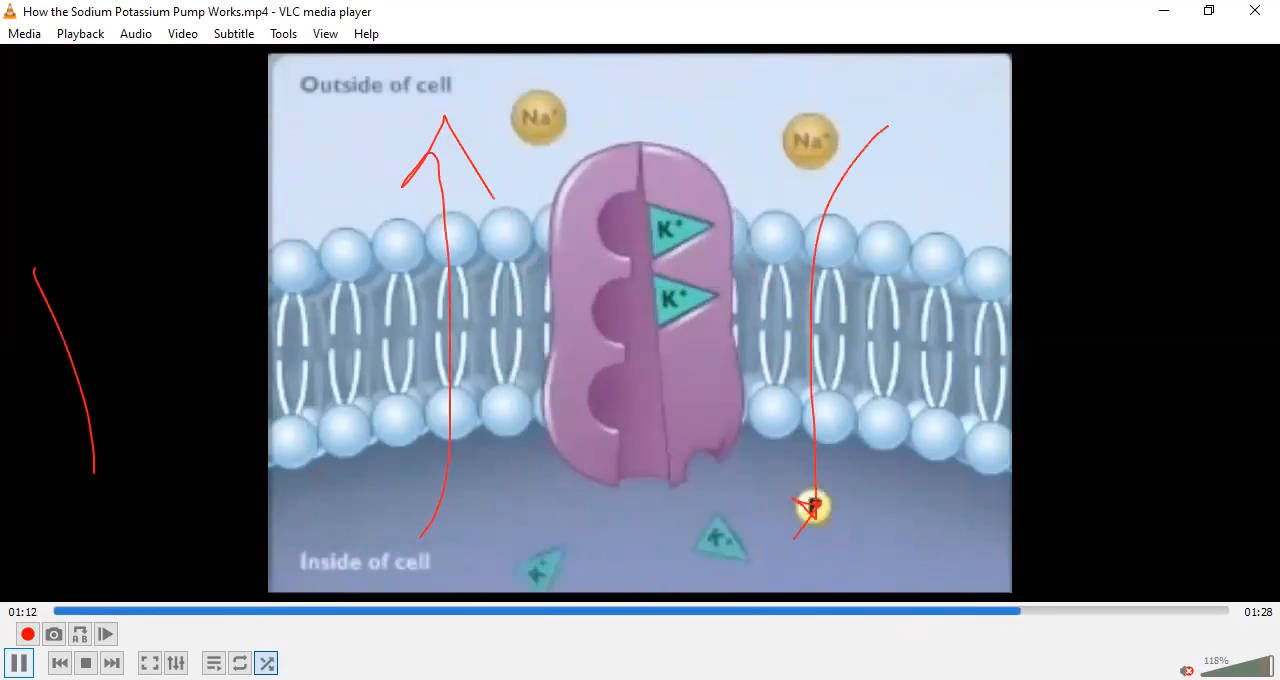 How the Sodium Potassium Pump Works.mp4 - VLC media player
Media Playback Audio Video Subtitle Tools View Help
Outside of cell
Na⁺
Na⁺
K⁺
K⁺
P
K⁺
K⁺
Inside of cell
01:12
01:28
A B
118%